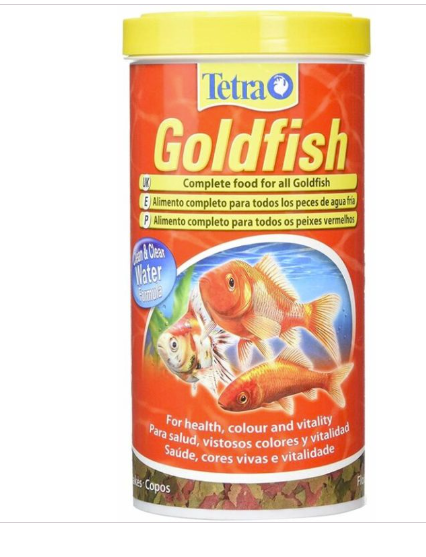 Tetra
Goldfish
UK Complete food for all Goldfish
E Alimento completo para todos los peces de agua fría
P Alimento completo para todos os peixes vermelhos
& Clear
Water
Formula
For health, colour and vitality
Para salud, vistosos colores y vitalidad
Saúde, cores vivas e vitalidade
Copos